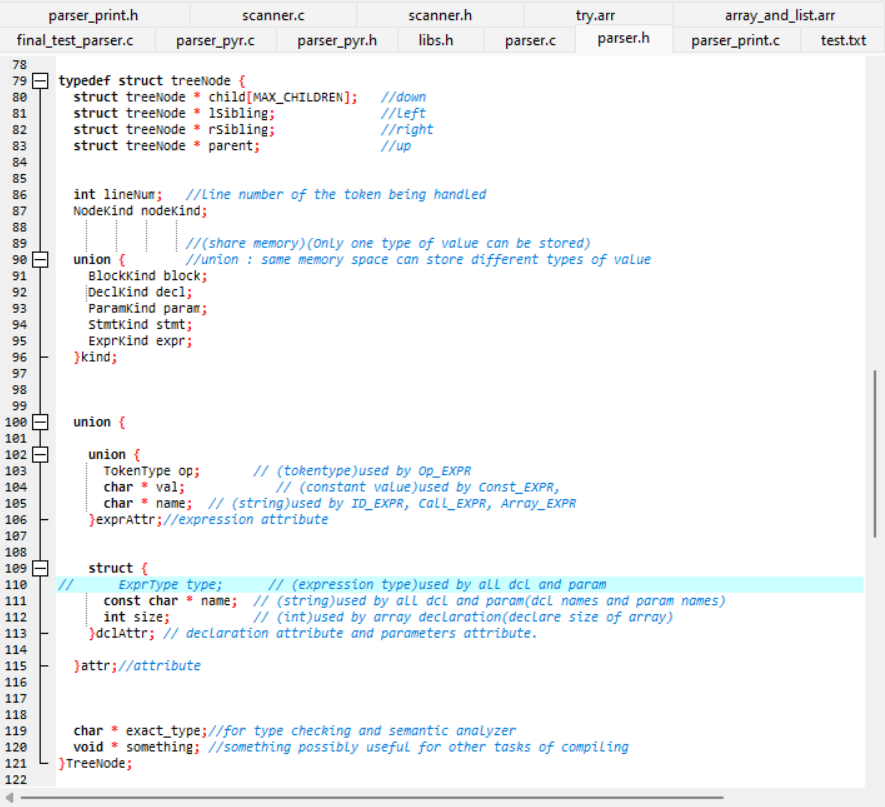 parser_print.h scanner.c scanner.h try.arr array_and_list.arr
final_test_parser.c parser_pyr.c parser_pyr.h libs.h parser.c parser.h parser_print.c test.txt
78
79 typedef struct treeNode {
80 struct treeNode * child[MAX_CHILDREN]; //down
81 struct treeNode * lSibling; //left
82 struct treeNode * rSibling; //right
83 struct treeNode * parent; //up
84
85
86 int lineNum; //line number of the token being handled
87 NodeKind nodeKind;
88
89 //(share memory)(Only one type of value can be stored)
90 union { //union : same memory space can store different types of value
91 BlockKind block;
92 DeclKind decl;
93 ParamKind param;
94 StmtKind stmt;
95 ExprKind expr;
96 }kind;
97
98
99
100 union {
101
102 union {
103 TokenType op; // (tokentype)used by Op_EXPR
104 char * val; // (constant value)used by Const_EXPR,
105 char * name; // (string)used by ID_EXPR, Call_EXPR, Array_EXPR
106 }exprAttr;//expression attribute
107
108
109 struct {
110 // ExprType type; // (expression type)used by all dcl and param
111 const char * name; // (string)used by all dcl and param(dcl names and param names)
112 int size; // (int)used by array declaration(declare size of array)
113 }dclAttr; // declaration attribute and parameters attribute.
114
115 }attr;//attribute
116
117
118
119 char * exact_type;//for type checking and semantic analyzer
120 void * something; //something possibly useful for other tasks of compiling
121 }TreeNode;
122